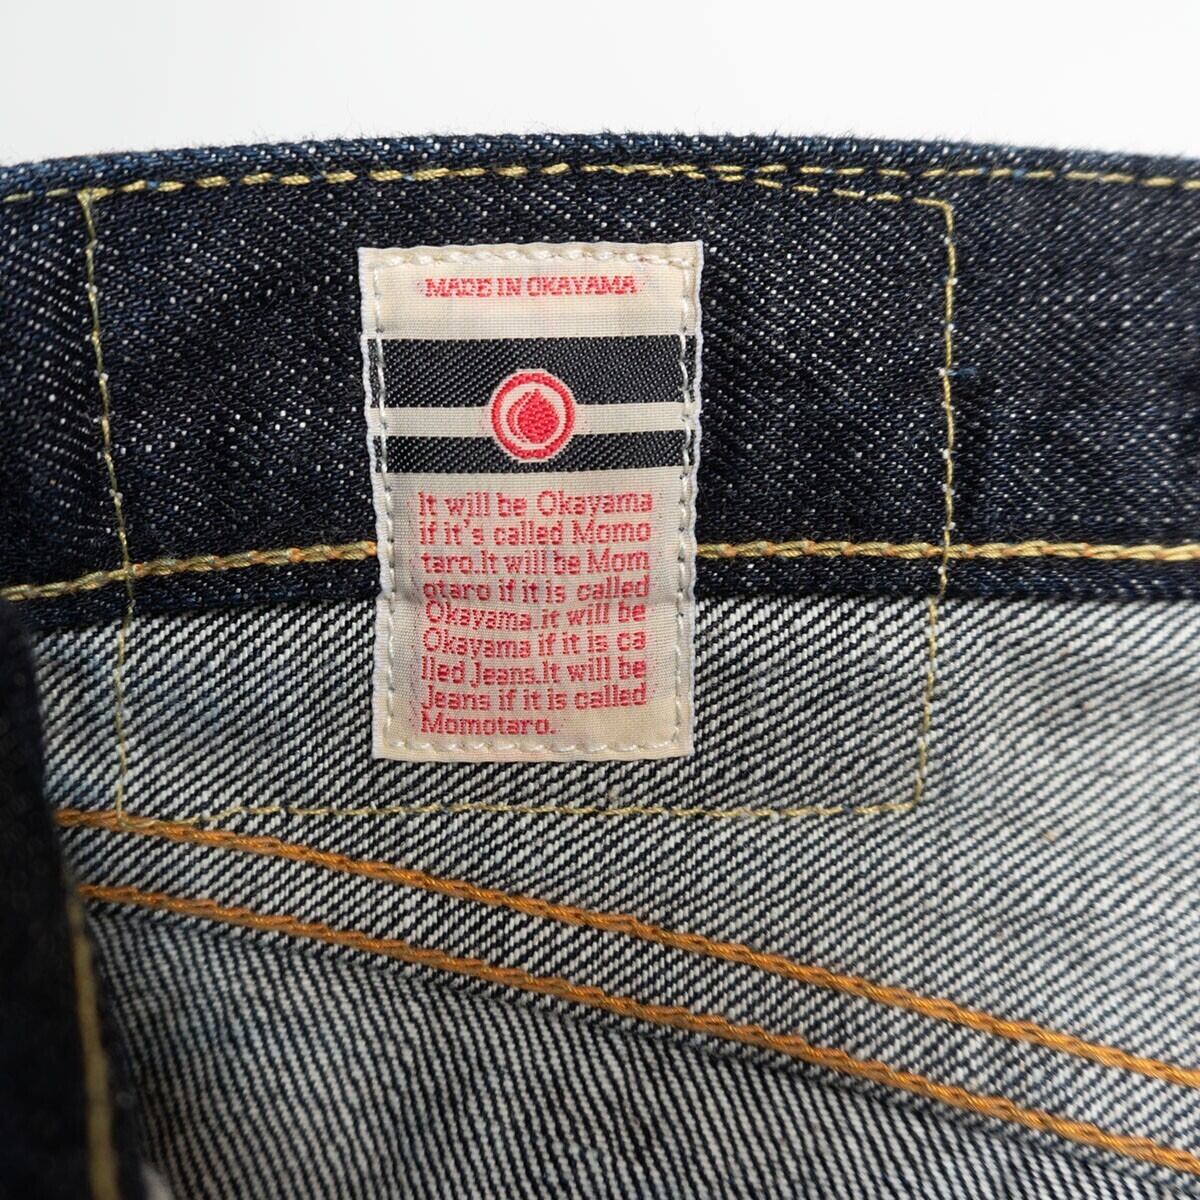 MADE IN OKAYAMA
It will be Okayama
if it's called Momo
taro.It will be Mom
otaro if it is called
Okayama.it will be
Okayama if it is ca
lled Jeans.It will be
Jeans if it is called
Momotaro.